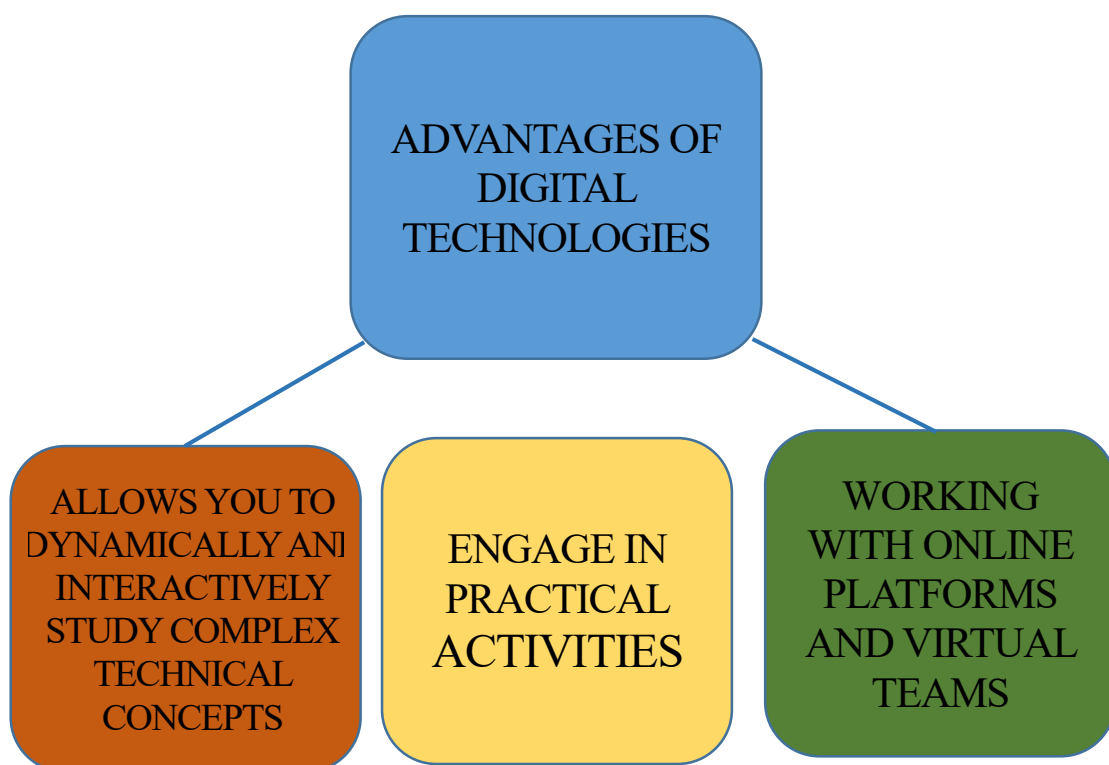 ADVANTAGES OF
DIGITAL
TECHNOLOGIES
ALLOWS YOU TO
DYNAMICALLY AND
INTERACTIVELY
STUDY COMPLEX
TECHNICAL
CONCEPTS
ENGAGE IN
PRACTICAL
ACTIVITIES
WORKING
WITH ONLINE
PLATFORMS
AND VIRTUAL
TEAMS